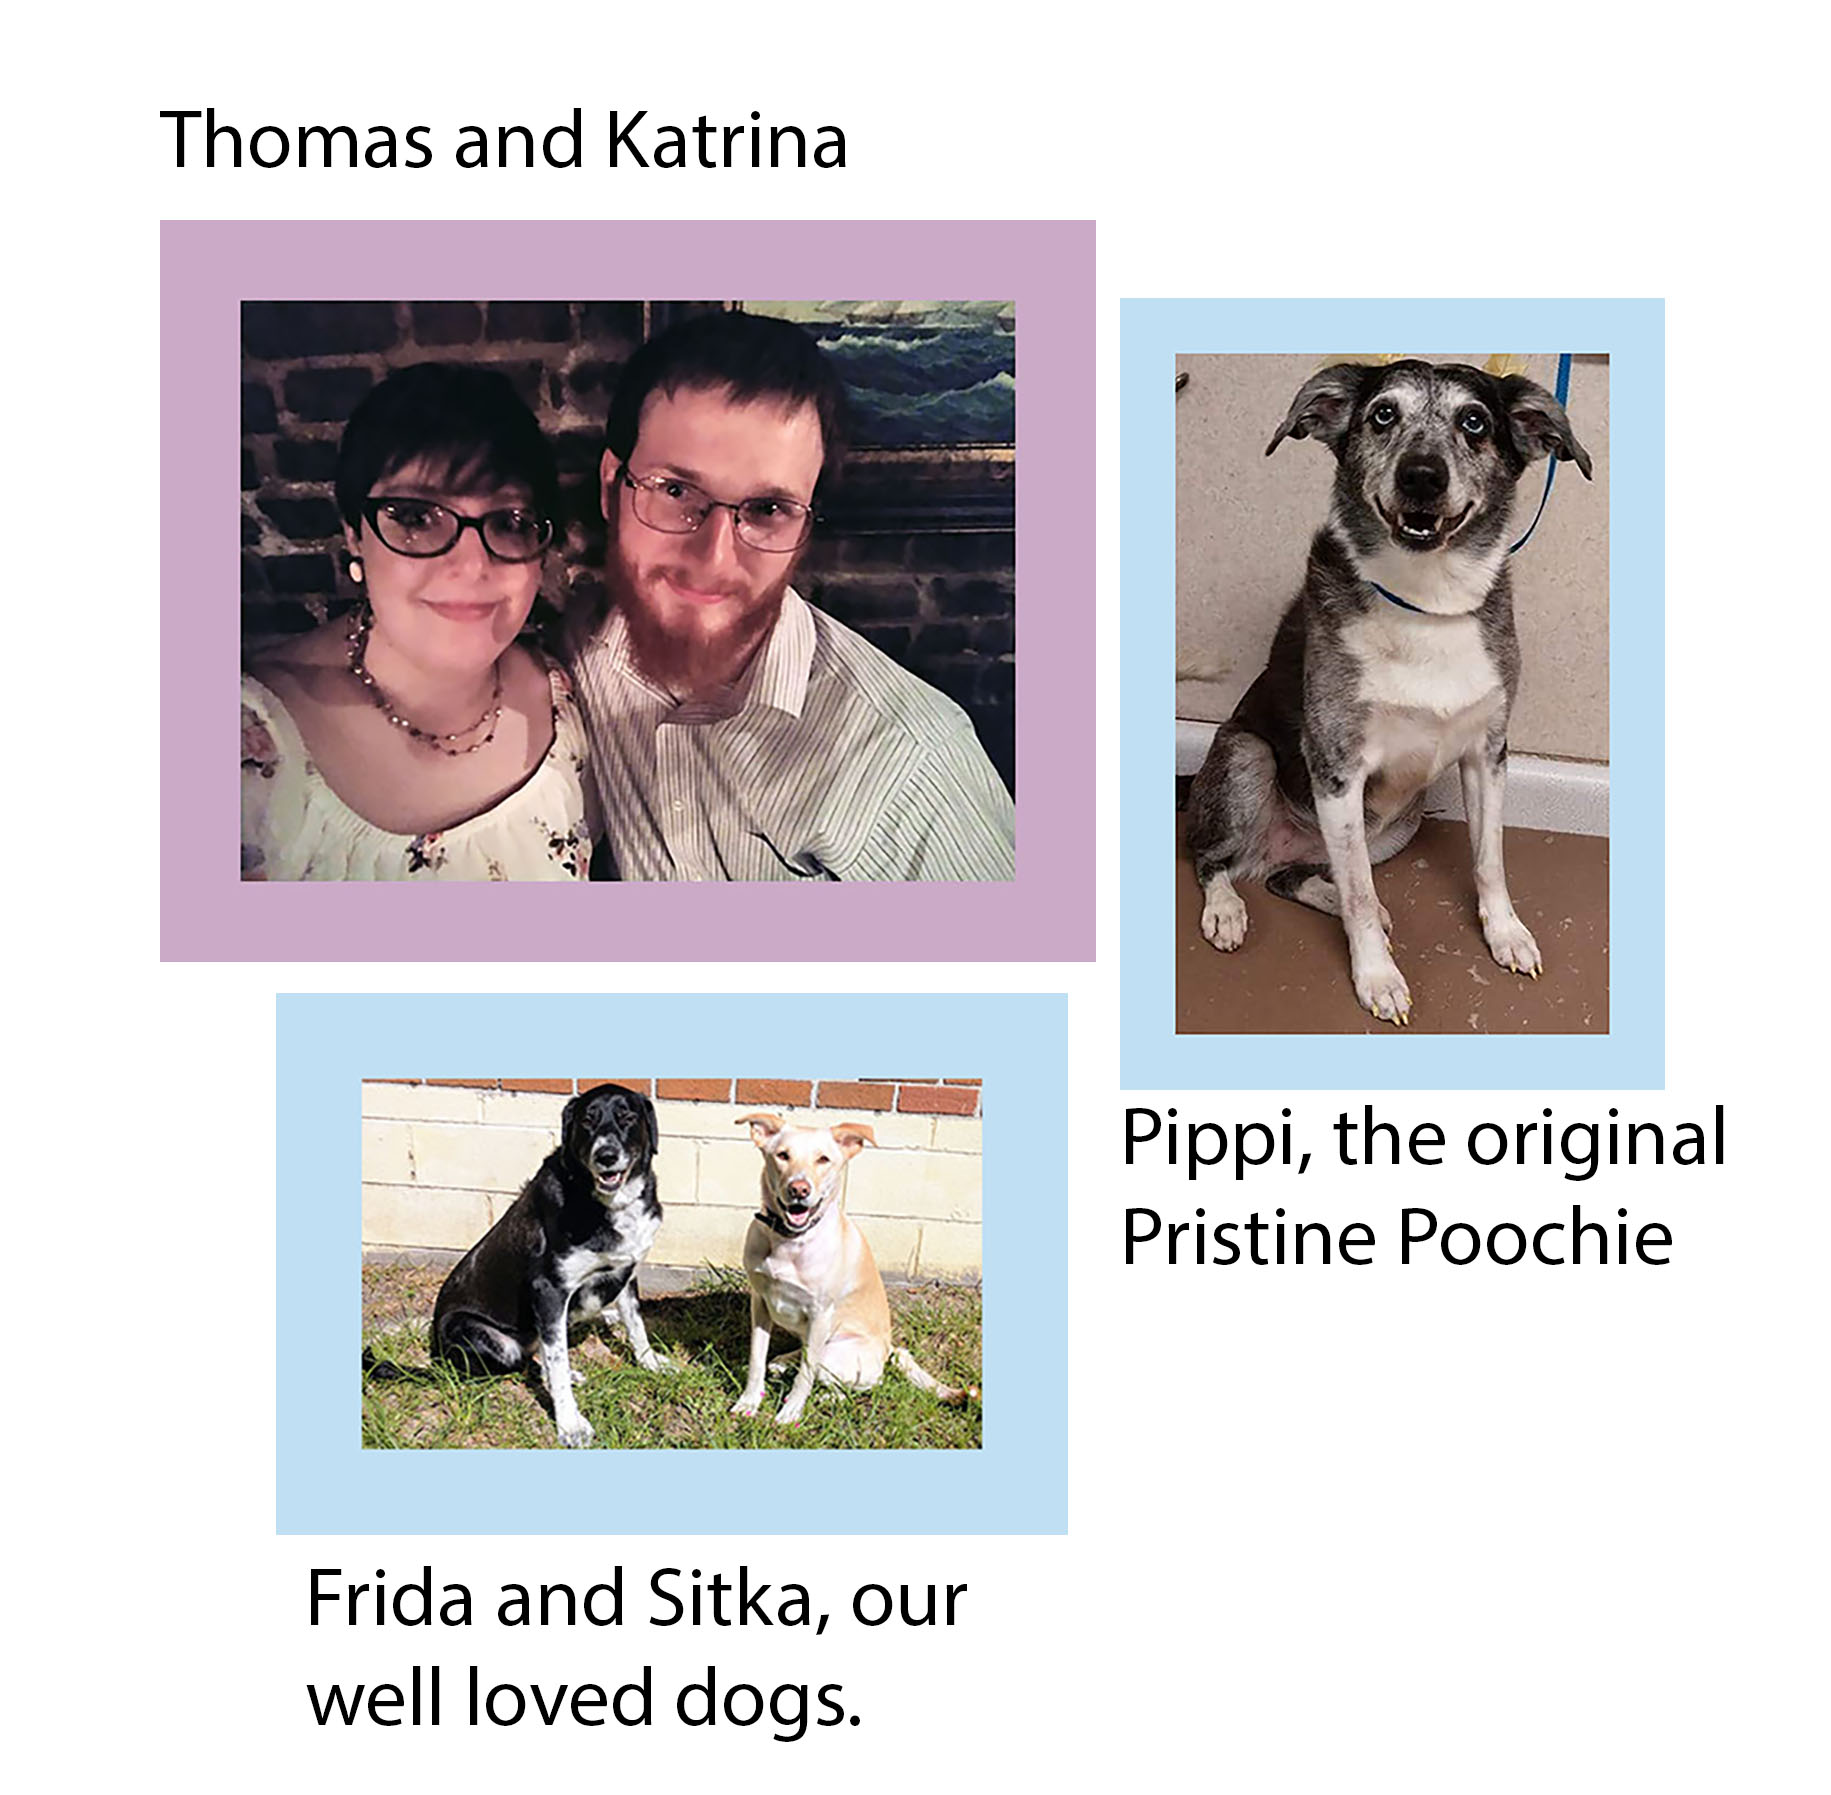 Thomas and Katrina
Pippi, the original
Pristine Poochie
Frida and Sitka, our
well loved dogs.